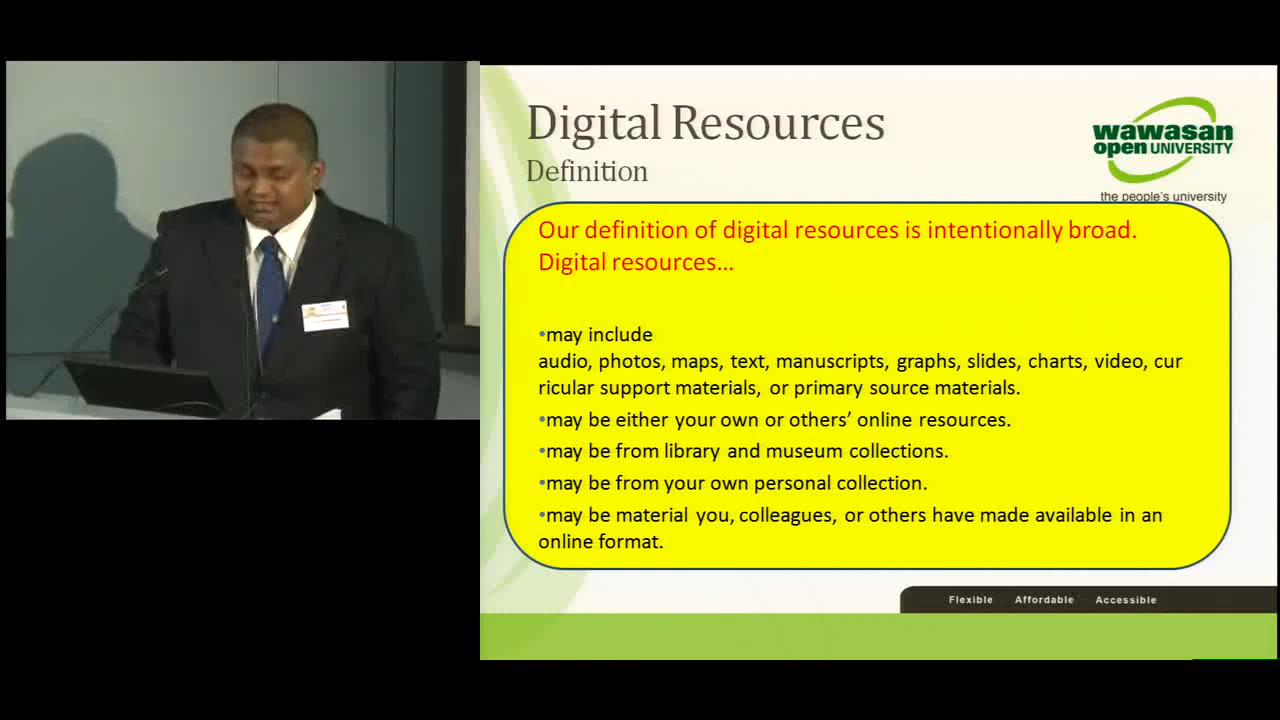 Digital Resources
Definition
wawasan
open UNIVERSITY
the people's university
Our definition of digital resources is intentionally broad.
Digital resources…
•may include
audio, photos, maps, text, manuscripts, graphs, slides, charts, video, cur
ricular support materials, or primary source materials.
•may be either your own or others' online resources.
•may be from library and museum collections.
•may be from your own personal collection.
•may be material you, colleagues, or others have made available in an
online format.
Flexible Affordable Accessible